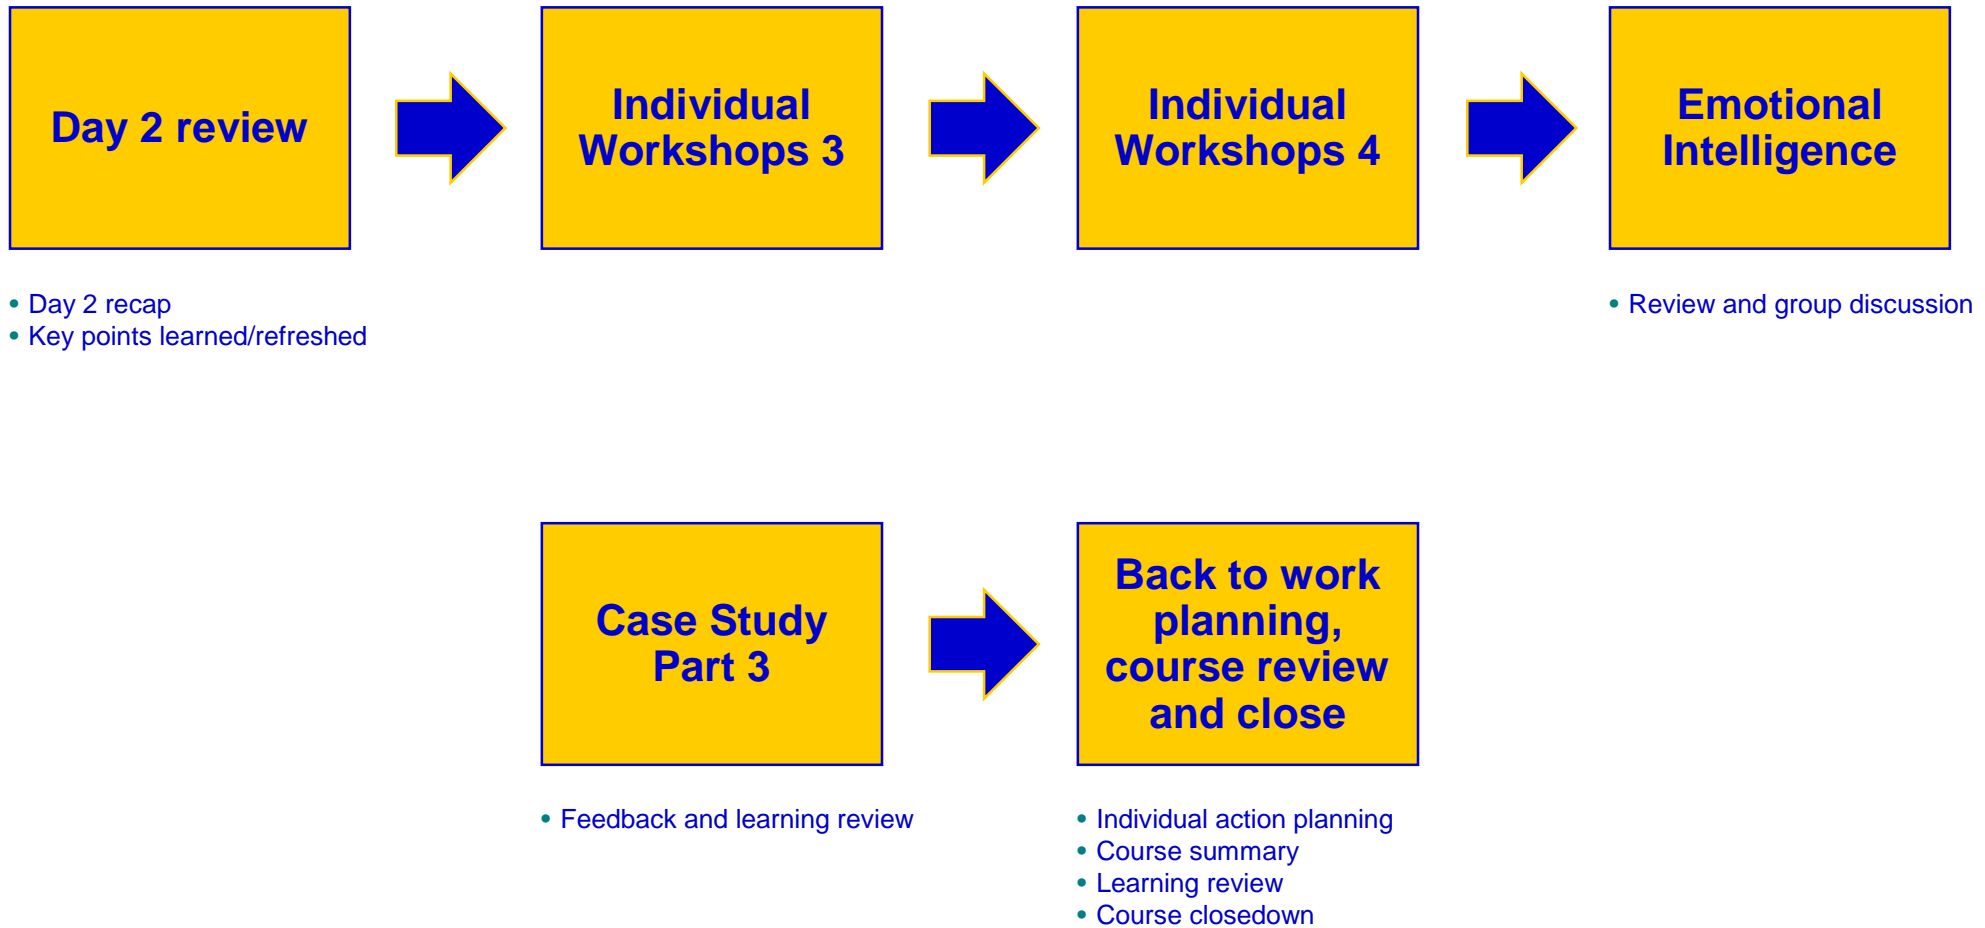 Day 2 review
Individual
Workshops 3
Individual
Workshops 4
Emotional
Intelligence
• Day 2 recap
• Key points learned/refreshed
• Review and group discussion
Case Study
Part 3
Back to work
planning,
course review
and close
• Feedback and learning review
• Individual action planning
• Course summary
• Learning review
• Course closedown